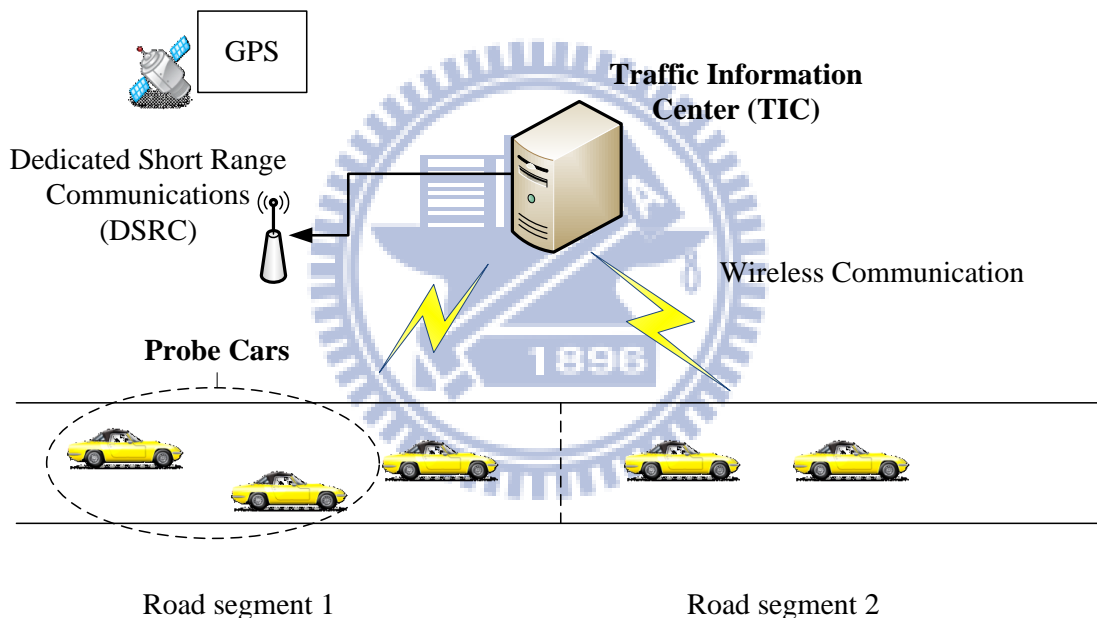 GPS
Traffic Information
Center (TIC)
Dedicated Short Range
Communications
(DSRC)
Wireless Communication
Probe Cars
1896
Road segment 1
Road segment 2